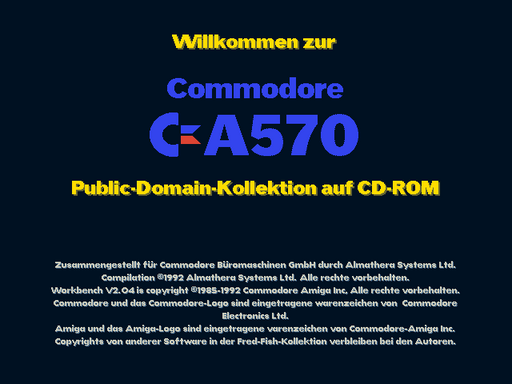 Willkommen zur
Commodore
A570
Public-Domain-Kollektion auf CD-ROM
Zusammengestellt für Commodore Büromaschinen GmbH durch Almathera Systems Ltd.
Compilation ©1992 Almathera Systems Ltd. Alle rechte vorbehalten.
Workbench V2.04 is copyright ©1985-1992 Commodore Amiga Inc, Alle rechte vorbehalten.
Commodore und das Commodore-Logo sind eingetragene warenzeichen von Commodore
Electronics Ltd.
Amiga und das Amiga-Logo sind eingetragene varenzeichen von Commodore-Amiga Inc.
Copyrights von anderer Software in der Fred-Fish-Kollektion verbleiben bei den Autoren.